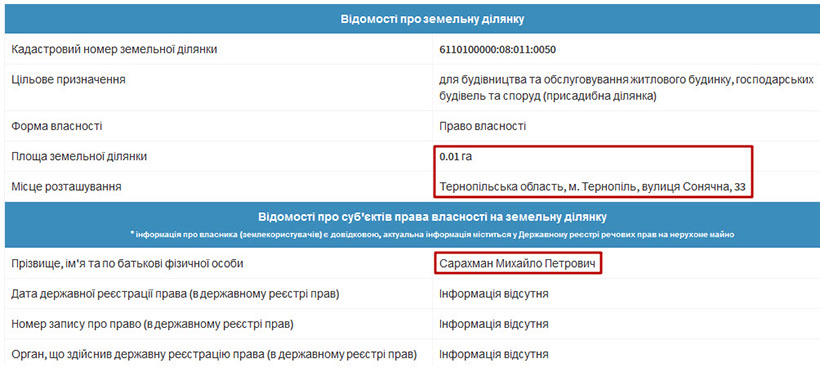 Відомості про земельну ділянку
Кадастровий номер земельної ділянки 6110100000:08:011:0050
Цільове призначення для будівництва та обслуговування житлового будинку, господарських
будівель та споруд (присадибна ділянка)
Форма власності Право власності
Площа земельної ділянки 0.01 га
Місце розташування Тернопільська область, м. Тернопіль, вулиця Сонячна, 33
Відомості про суб'єктів права власності на земельну ділянку
* інформація про власника (землекористувачів) є довідковою, актуальна інформація міститься у Державному реєстрі речових прав на нерухоме майно
Прізвище, ім'я та по батькові фізичної особи Сарахман Михайло Петрович
Дата державної реєстрації права (в державному реєстрі прав) Інформація відсутня
Номер запису про право (в державному реєстрі прав) Інформація відсутня
Орган, що здійснив державну реєстрацію права (в державному реєстрі прав) Інформація відсутня